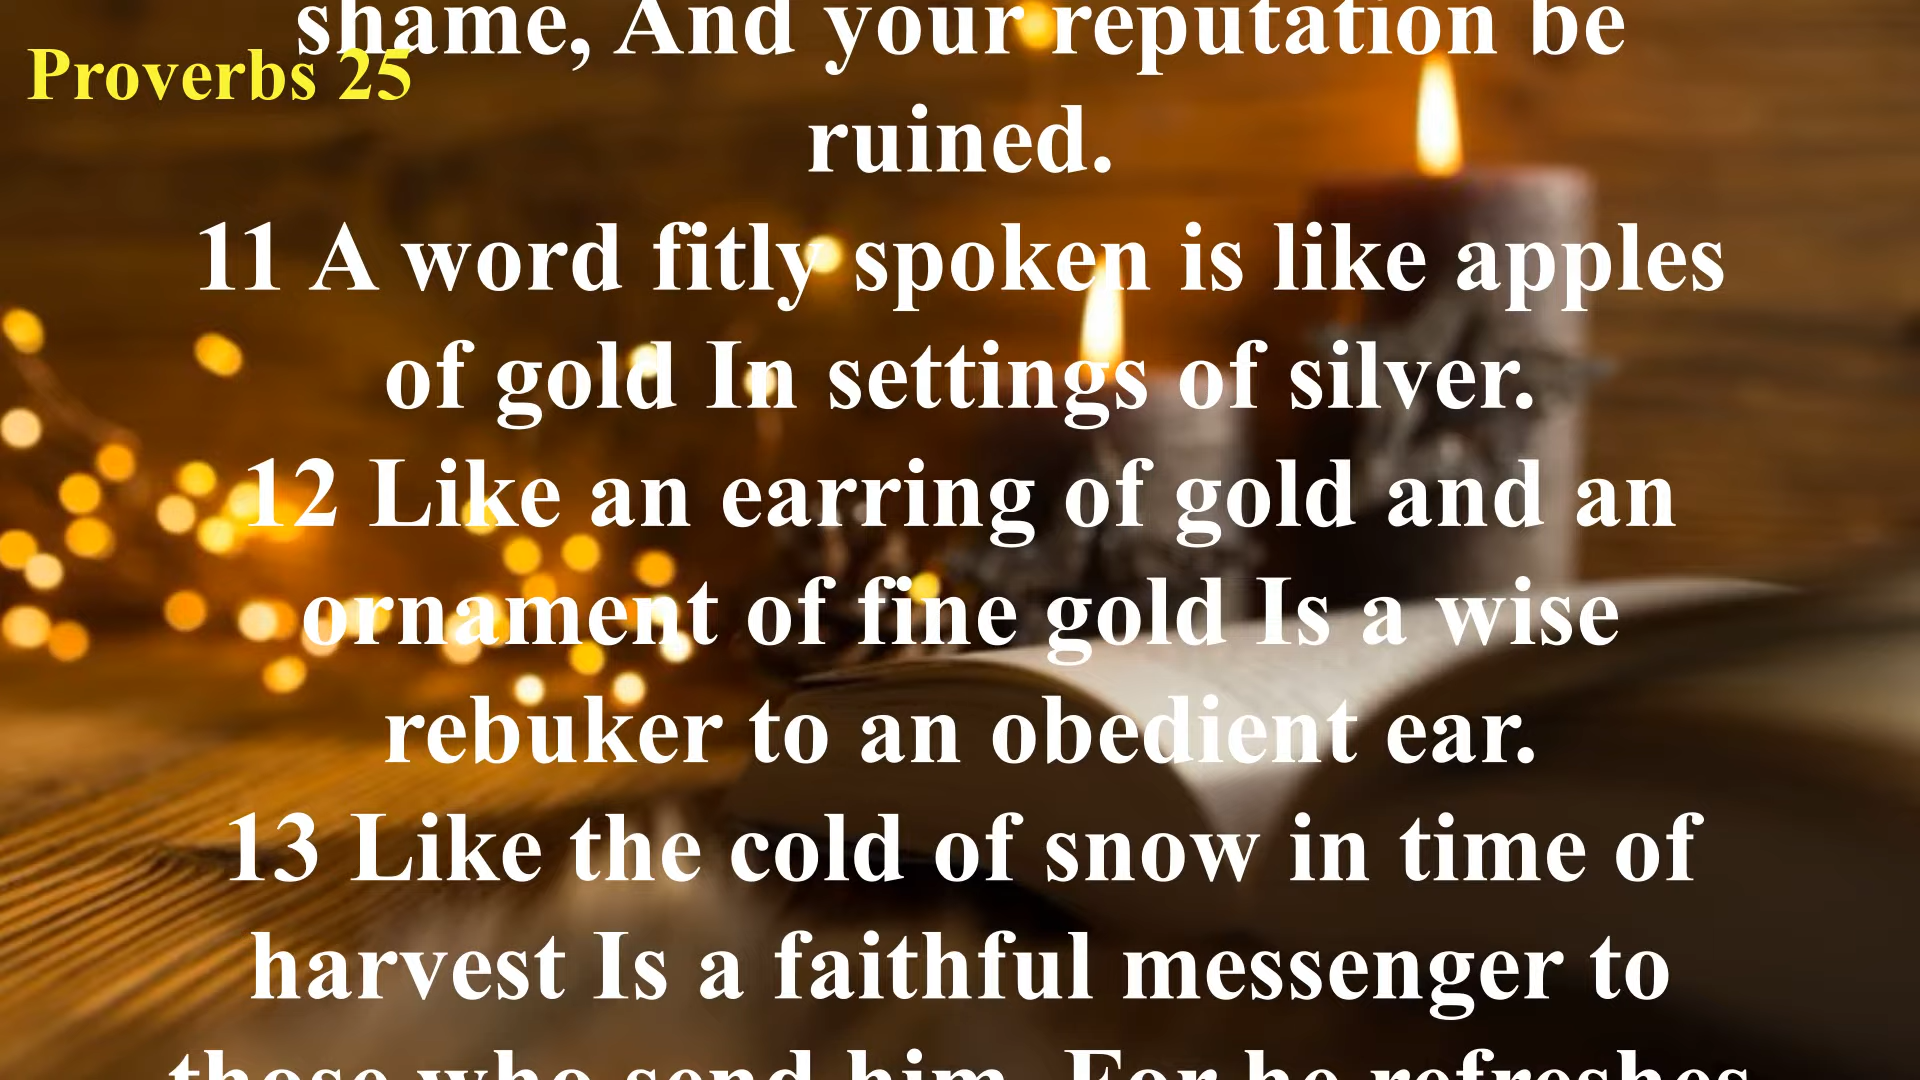 shame, And your reputation be
Proverbs 25
ruined.
11 A word fitly spoken is like apples
of gold In settings of silver.
12 Like an earring of gold and an
ornament of fine gold Is a wise
rebuker to an obedient ear.
13 Like the cold of snow in time of
harvest Is a faithful messenger to
those who send him, For he refreshes